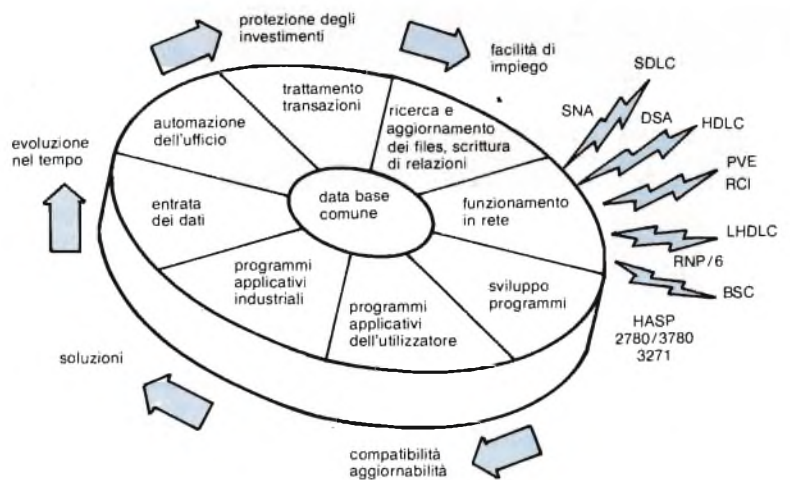 protezione degli
investimenti
facilità di
impiego
SDLC
SNA
DSA
HDLC
PVE
RCI
LHDLC
RNP/6
BSC
HASP
2780/3780
3271
evoluzione
nel tempo
automazione
dell'ufficio
trattamento
transazioni
ricerca e
aggiornamento
dei files, scrittura
di relazioni
entrata
dei dati
data base
comune
funzionamento
in rete
programmi
applicativi
industriali
programmi
applicativi
dell'utilizzatore
sviluppo
programmi
soluzioni
compatibilità
aggiornabilità